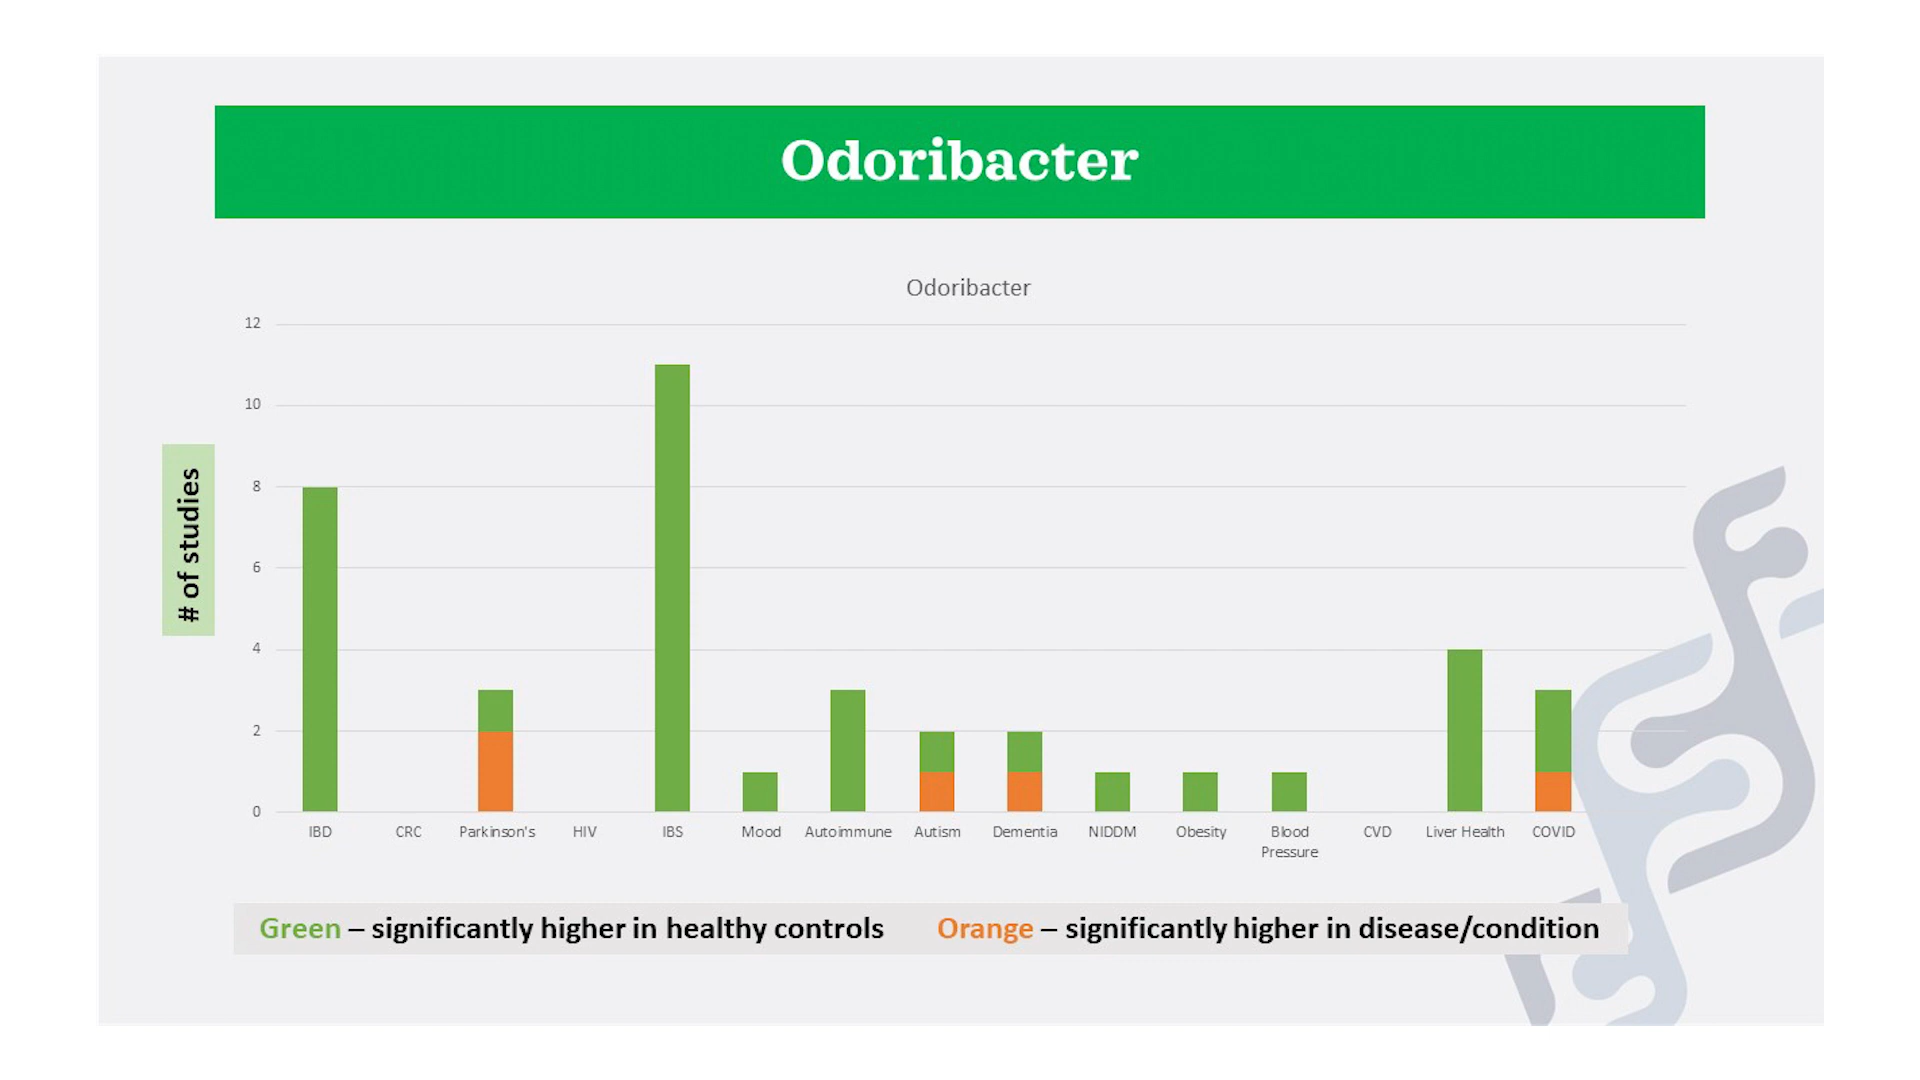 Odoribacter
Odoribacter
12
10
8
6
4
2
0
# of studies
IBD CRC Parkinson's HIV IBS Mood Autoimmune Autism Dementia NIDDM Obesity Blood Pressure CVD Liver Health COVID
Green – significantly higher in healthy controls Orange – significantly higher in disease/condition